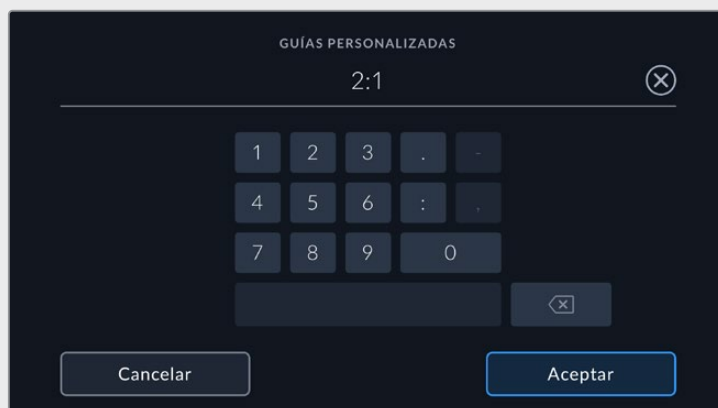 GUÍAS PERSONALIZADAS
2:1
1 2 3 . -
4 5 6 : ,
7 8 9 0
Cancelar
Aceptar